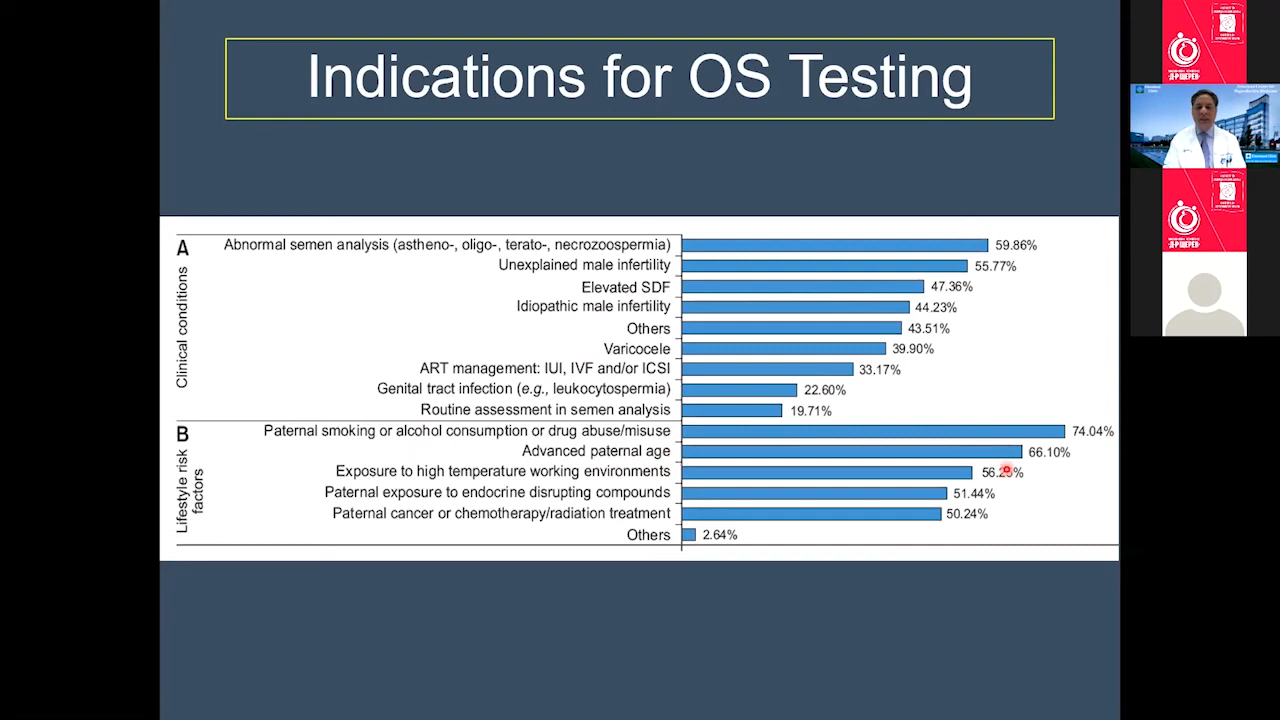 Indications for OS Testing
A
Clinical conditions
Abnormal semen analysis (astheno-, oligo-, terato-, necrozoospermia) 59.86%
Unexplained male infertility 55.77%
Elevated SDF 47.36%
Idiopathic male infertility 44.23%
Others 43.51%
Varicocele 39.90%
ART management: IUI, IVF and/or ICSI 33.17%
Genital tract infection (e.g., leukocytospermia) 22.60%
Routine assessment in semen analysis 19.71%
B
Lifestyle risk
factors
Paternal smoking or alcohol consumption or drug abuse/misuse 74.04%
Advanced paternal age 66.10%
Exposure to high temperature working environments
Paternal exposure to endocrine disrupting compounds 51.44%
Paternal cancer or chemotherapy/radiation treatment 50.24%
Others 2.64%